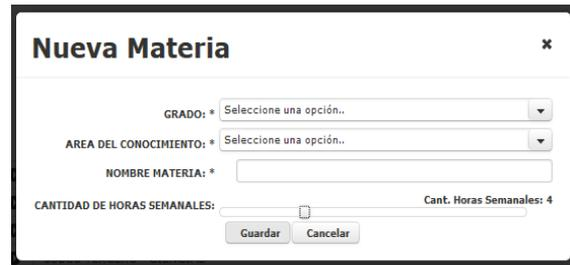 Nueva Materia
GRADO: * Seleccione una opción..
AREA DEL CONOCIMIENTO: * Seleccione una opción..
NOMBRE MATERIA: *
Cant. Horas Semanales: 4
CANTIDAD DE HORAS SEMANALES:
Guardar Cancelar